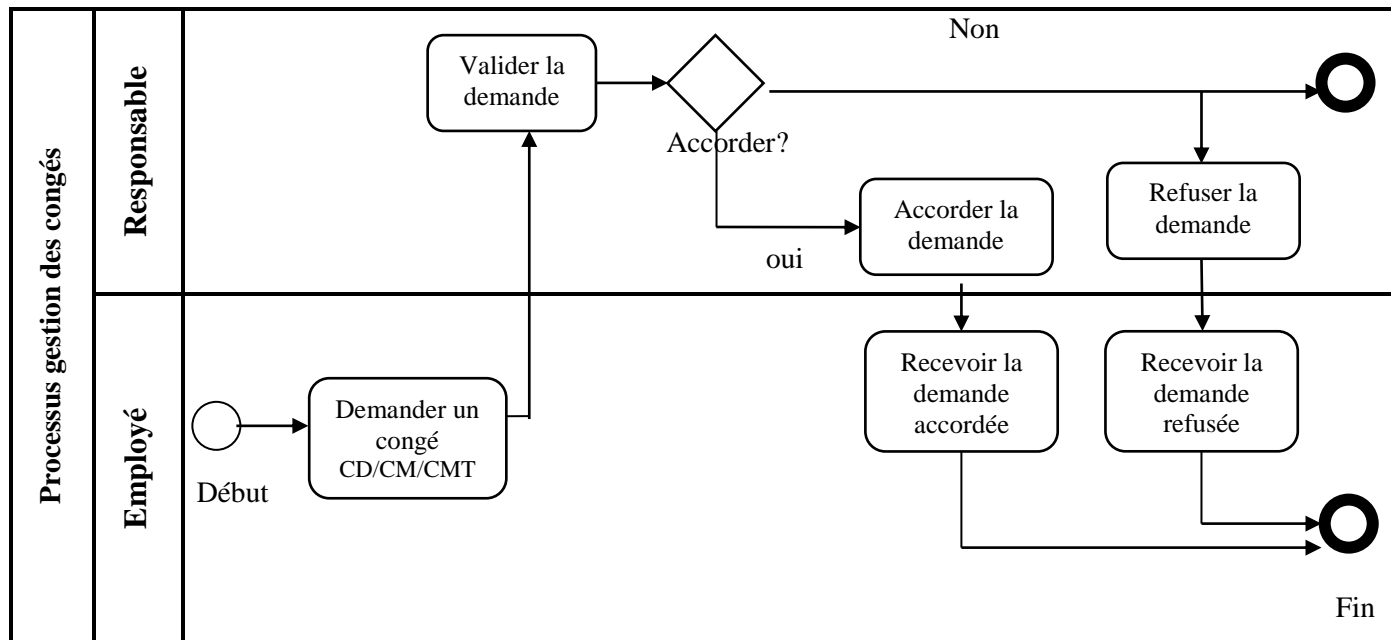 Processus gestion des congés
Responsable
Valider la
demande
Non
Accorder?
Accorder la
demande
oui
Refuser la
demande
Employé
Début
Demander un
congé
CD/CM/CMT
Recevoir la
demande
accordée
Recevoir la
demande
refusée
Fin